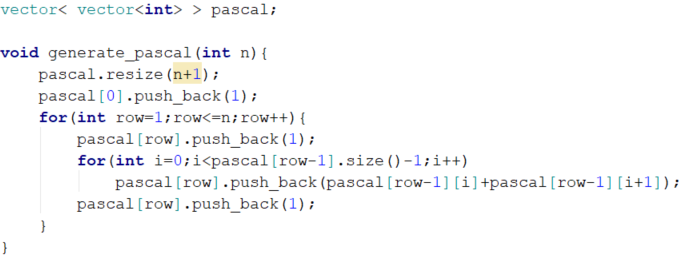 vector< vector<int> > pascal;

void generate_pascal(int n){
    pascal.resize(n+1);
    pascal[0].push_back(1);
    for(int row=1;row<=n;row++){
        pascal[row].push_back(1);
        for(int i=0;i<pascal[row-1].size()-1;i++)
            pascal[row].push_back(pascal[row-1][i]+pascal[row-1][i+1]);
        pascal[row].push_back(1);
    }
}